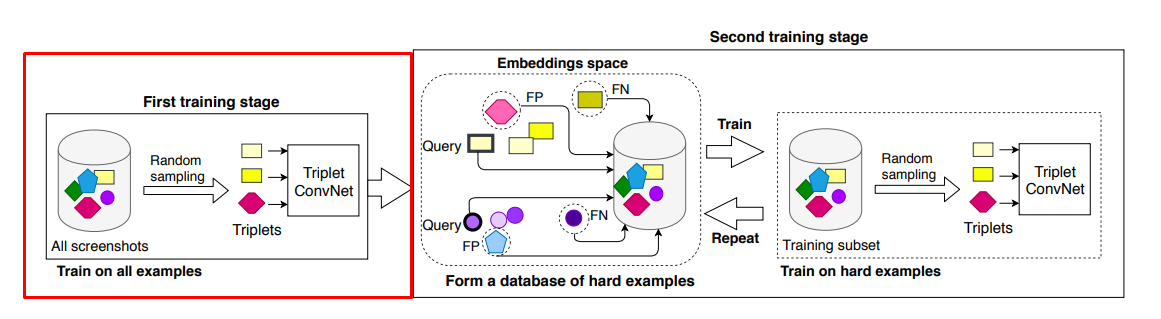 Second training stage
First training stage
Random
sampling
Triplet
ConvNet
Triplets
All screenshots
Train on all examples
Embeddings space
FP
FN
Query
Query
FP
FN
Form a database of hard examples
Train
Repeat
Random
sampling
Triplet
ConvNet
Triplets
Training subset
Train on hard examples